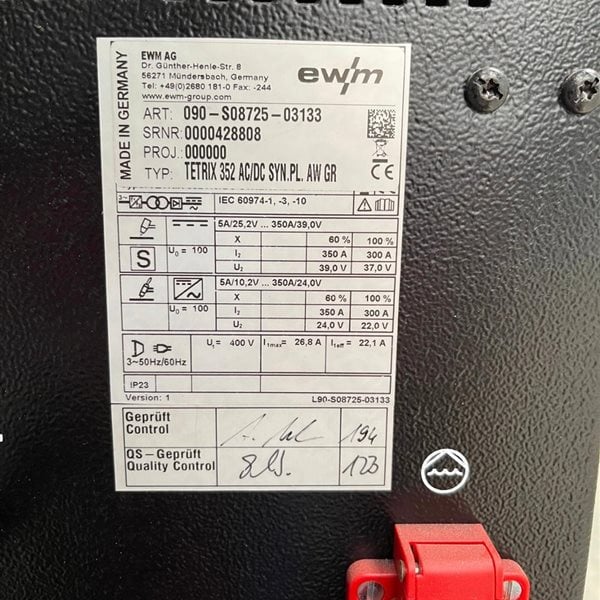 MADE IN GERMANY
EWM AG
Dr. Günther-Henle-Str. 8
56271 Mündersbach, Germany
Tel: +49(0)2680 181-0 Fax: -244
www.ewm-group.com
ewm
ART: 090-S08725-03133
SRNR: 0000428808
PROJ.: 000000
TYP: TETRIX 352 AC/DC SYN.PL. AW GR
CE
3~ IEC 60974-1, -3, -10
5A/25,2V ... 350A/39,0V
X 60 % 100 %
S U₀ = 100 I₂ 350 A 300 A
U₂ 39,0 V 37,0 V
5A/10,2V ... 350A/24,0V
X 60 % 100 %
U₀ = 100 I₂ 350 A 300 A
U₂ 24,0 V 22,0 V
U₁ = 400 V I₁max= 26,8 A I₁eff = 22,1 A
3~50Hz/60Hz
IP23
Version: 1 L90-S08725-03133
Geprüft
Control 194
QS - Geprüft
Quality Control 123